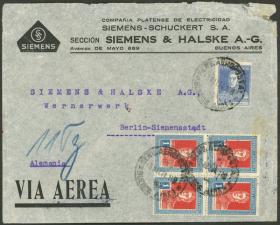 COMPAÑIA PLATENSE DE ELECTRICIDAD
SIEMENS-SCHUCKERT S. A.
SECCIÓN SIEMENS & HALSKE A.-G.
Avenida DE MAYO 869
BUENOS AIRES
SIEMENS
SIEMENS & HALSKE A.G.
Wernerwerk
Berlin-Siemensstadt
Alemania
VIA AEREA